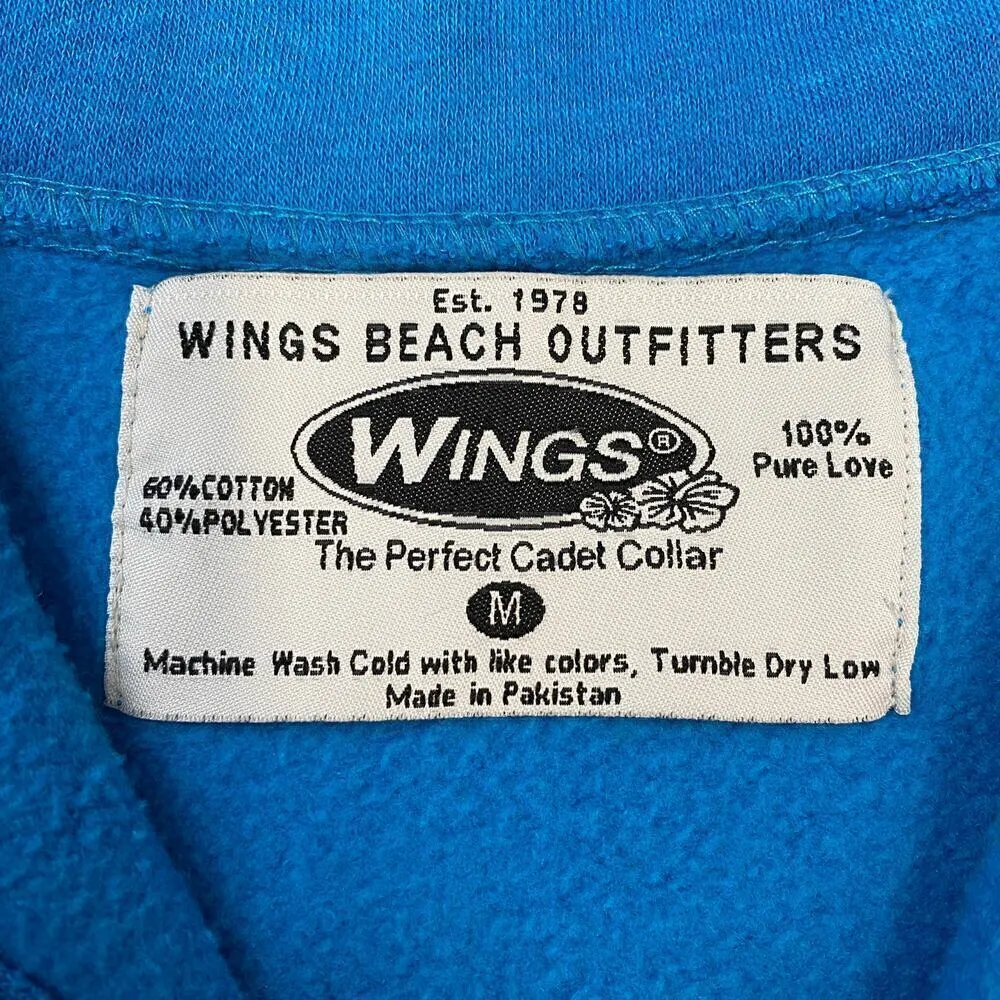 Est. 1978
WINGS BEACH OUTFITTERS
WINGS®
100%
Pure Love
60%COTTON
40%POLYESTER
The Perfect Cadet Collar
M
Machine Wash Cold with like colors, Tumble Dry Low
Made in Pakistan